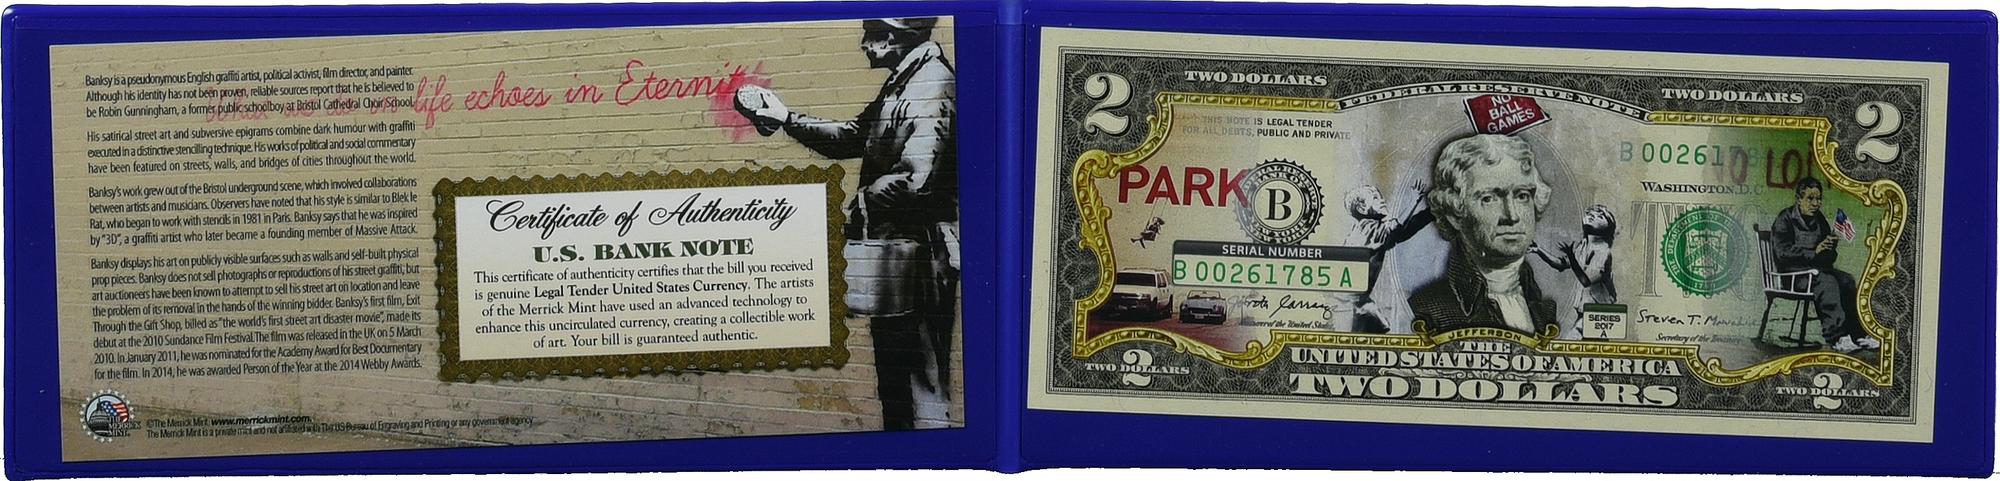 Banksy is a pseudonymous English graffiti artist, political activist, film director, and painter.
Although his identity has not been proven, reliable sources report that he is believed to
be Robin Gunningham, a former public schoolboy at Bristol Cathedral Choir School.
His satirical street art and subversive epigrams combine dark humour with graffiti
executed in a distinctive stencilling technique. His works of political and social commentary
have been featured on streets, walls, and bridges of cities throughout the world.
Banksy's work grew out of the Bristol underground scene, which involved collaborations
between artists and musicians. Observers have noted that his style is similar to Blek le
Rat, who began to work with stencils in 1981 in Paris. Banksy says that he was inspired
by "3D", a graffiti artist who later became a founding member of Massive Attack.
Banksy displays his art on publicly visible surfaces such as walls and self-built physical
prop pieces. Banksy does not sell photographs or reproductions of his street graffiti, but
art auctioneers have been known to attempt to sell his street art on location and leave
the problem of its removal in the hands of the winning bidder. Banksy's first film, Exit
Through the Gift Shop, billed as "the world's first street art disaster movie", made its
debut at the 2010 Sundance Film Festival. The film was released in the UK on 5 March
2010. In January 2011, he was nominated for the Academy Award for Best Documentary
for the film. In 2014, he was awarded Person of the Year at the 2014 Webby Awards.
THE MERRICK MINT
©The Merrick Mint www.merrickmint.com
The Merrick Mint is a private mint and not affiliated with The US Bureau of Engraving and Printing or any government agency
life echoes in Eternit
Certificate of Authenticity
U.S. BANK NOTE
This certificate of authenticity certifies that the bill you received
is genuine Legal Tender United States Currency. The artists
of the Merrick Mint have used an advanced technology to
enhance this uncirculated currency, creating a collectible work
of art. Your bill is guaranteed authentic.
2
TWO DOLLARS
FEDERAL RESERVE NOTE
TWO DOLLARS
2
NO
BALL
GAMES
THIS NOTE IS LEGAL TENDER
FOR ALL DEBTS, PUBLIC AND PRIVATE
PARK
B
B 0026178
O LO
WASHINGTON, D.C.
SERIAL NUMBER
B 00261785 A
SERIES
2017
A
Steven T.
Secretary of the Treasury
JEFFERSON
THE
UNITED STATES OF AMERICA
TWO DOLLARS
TWO DOLLARS
2
TWO DOLLARS
2